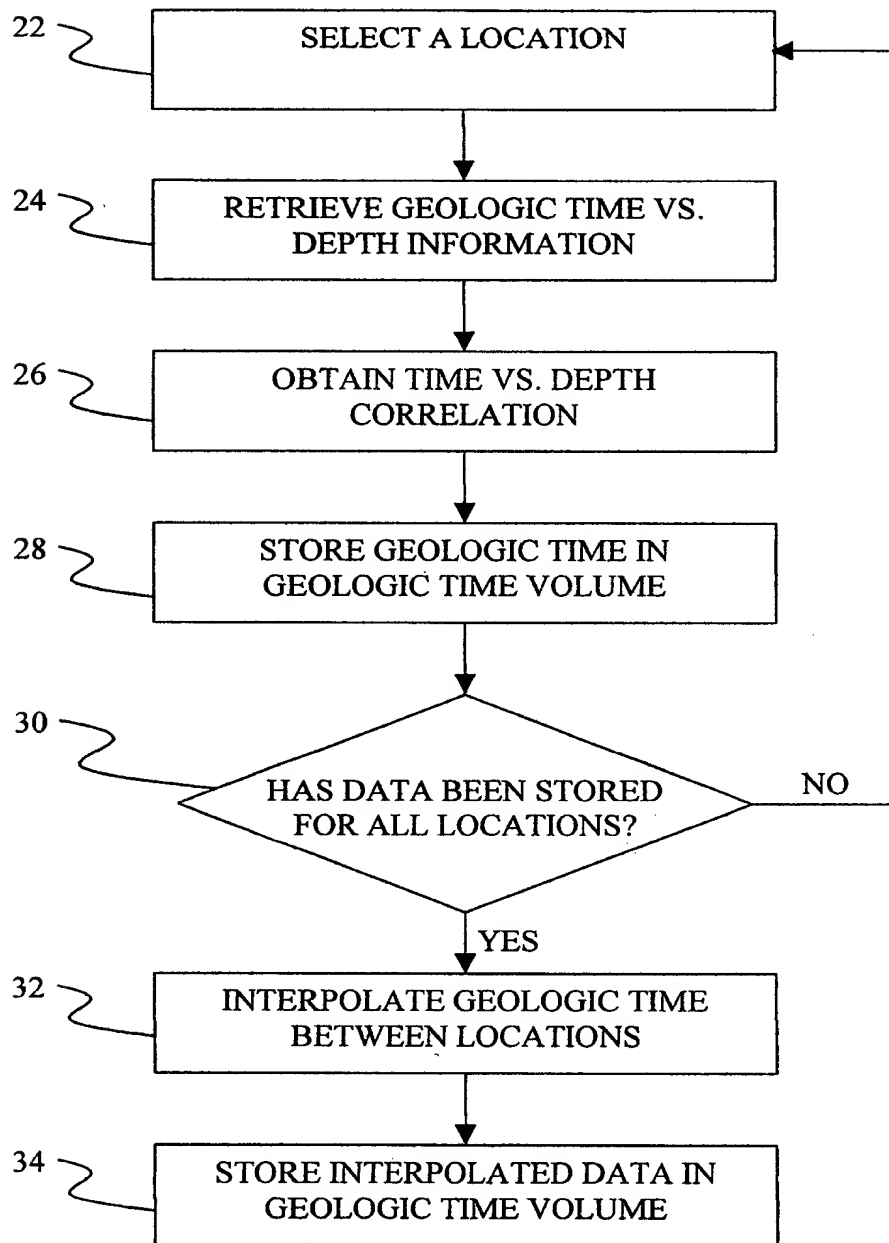 22
SELECT A LOCATION
24
RETRIEVE GEOLOGIC TIME VS.
DEPTH INFORMATION
26
OBTAIN TIME VS. DEPTH
CORRELATION
28
STORE GEOLOGIC TIME IN
GEOLOGIC TIME VOLUME
30
HAS DATA BEEN STORED
FOR ALL LOCATIONS?
NO
YES
32
INTERPOLATE GEOLOGIC TIME
BETWEEN LOCATIONS
34
STORE INTERPOLATED DATA IN
GEOLOGIC TIME VOLUME